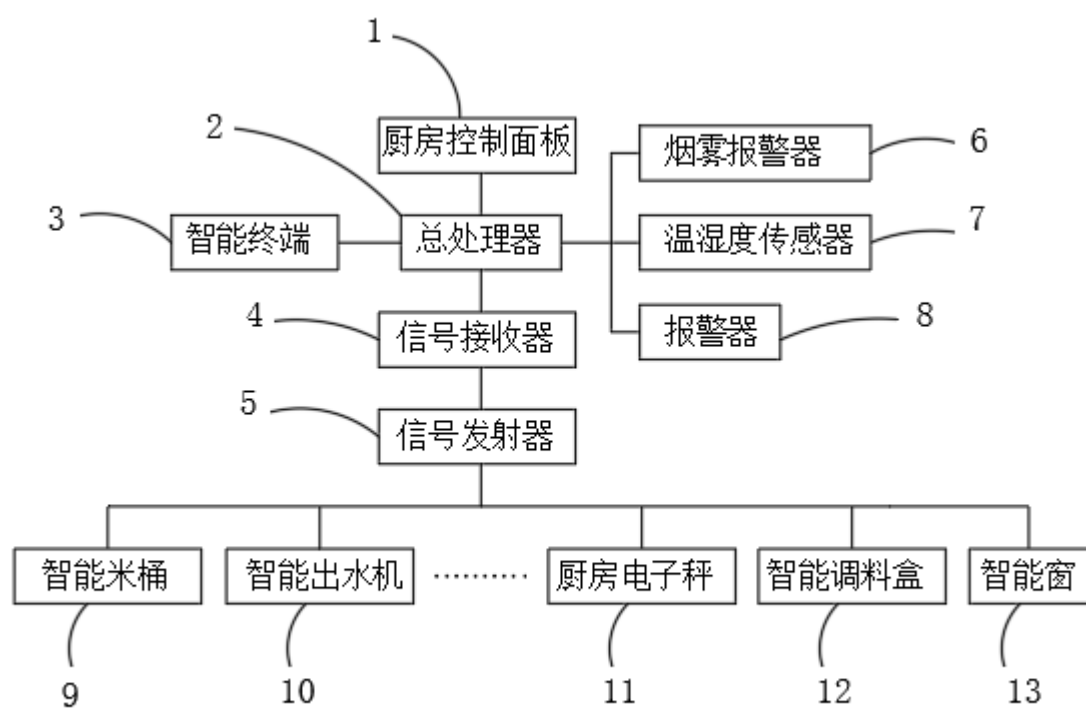 1
厨房控制面板
2
烟雾报警器
6
3
智能终端
总处理器
温湿度传感器
7
4
信号接收器
报警器
8
5
信号发射器
智能米桶
智能出水机
厨房电子秤
智能调料盒
智能窗
9
10
11
12
13